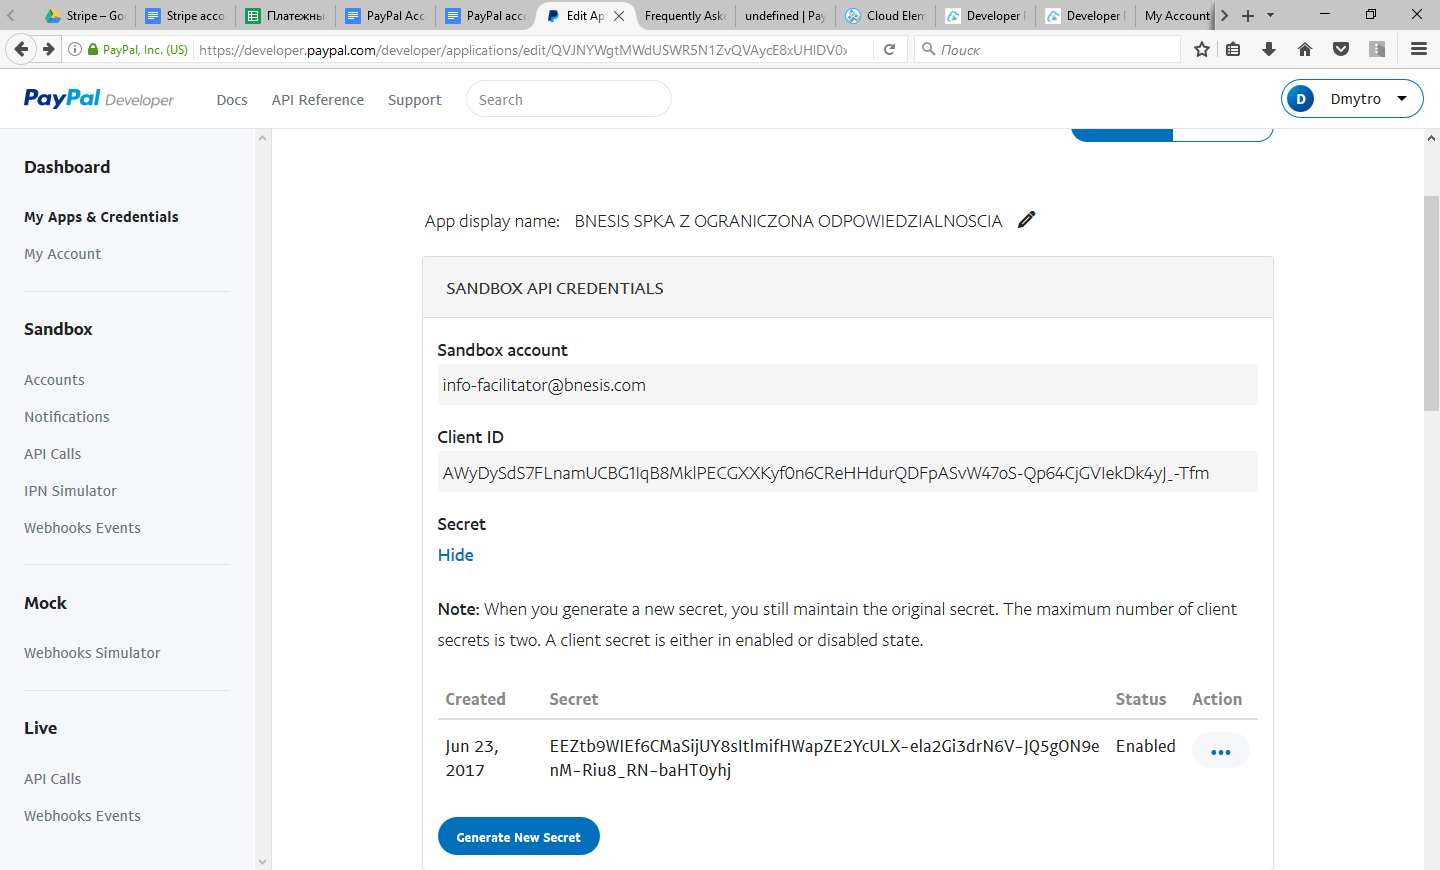 Stripe – Go
Stripe acco
Платежны
PayPal Acc
PayPal acc
Edit Ap
Frequently Aske
undefined | Pay
Cloud Elem
Developer
Developer
My Account
PayPal, Inc. (US)
https://developer.paypal.com/developer/applications/edit/QVJNYWgtMWdUSWR5N1ZvQVAycE8xUHlDV0x
Поиск
PayPal Developer
Docs
API Reference
Support
Search
D
Dmytro
Dashboard
My Apps & Credentials
My Account
Sandbox
Accounts
Notifications
API Calls
IPN Simulator
Webhooks Events
Mock
Webhooks Simulator
Live
API Calls
Webhooks Events
App display name: BNESIS SPKA Z OGRANICZONA ODPOWIEDZIALNOSCIA
SANDBOX API CREDENTIALS
Sandbox account
info-facilitator@bnesis.com
Client ID
AWyDySdS7FLnamUCBG1IqB8MklPECGXXKyf0n6CReHHdurQDFpASvW47oS-Qp64CjGVIekDk4yJ_-Tfm
Secret
Hide
Note: When you generate a new secret, you still maintain the original secret. The maximum number of client
secrets is two. A client secret is either in enabled or disabled state.
Created Secret Status Action
Jun 23, EEZtb9WIEf6CMaSijUY8sItlmifHWapZE2YcULX-ela2Gi3drN6V-JQ5gON9e Enabled
2017 nM-Riu8_RN-baHT0yhj
Generate New Secret